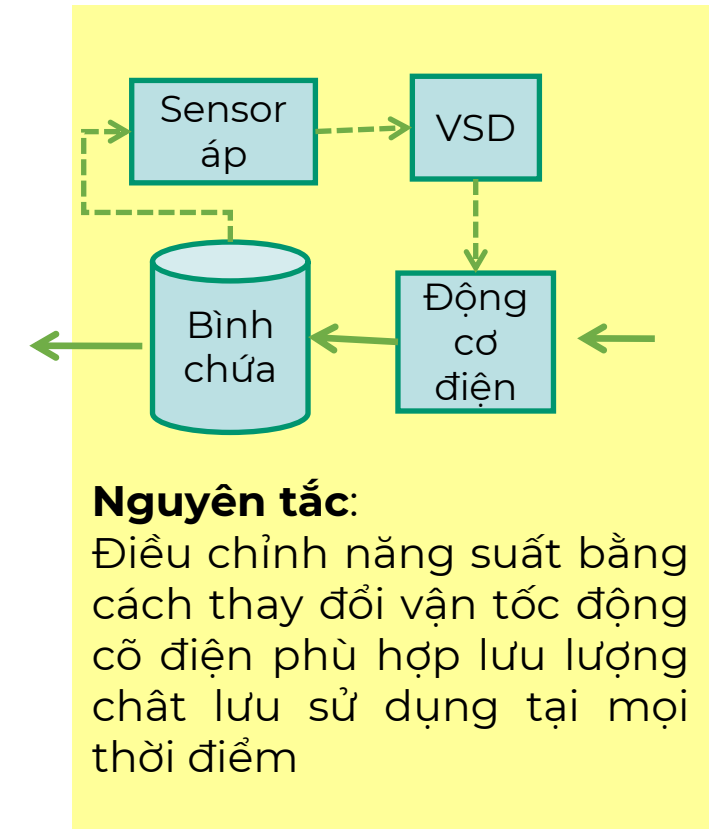 Sensor
áp
VSD
Bình
chứa
Động
cơ
điện
Nguyên tắc:
Điều chỉnh năng suất bằng
cách thay đổi vận tốc động
cõ điện phù hợp lưu lượng
chât lưu sử dụng tại mọi
thời điểm